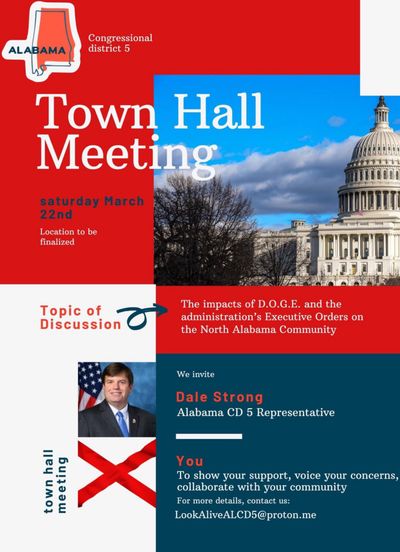 ALABAMA
Congressional
district 5
Town Hall
Meeting
saturday March
22nd
Location to be
finalized
Topic of
Discussion
The impacts of D.O.G.E. and the
administration's Executive Orders on
the North Alabama Community
We invite
Dale Strong
Alabama CD 5 Representative
You
To show your support, voice your concerns,
collaborate with your community
For more details, contact us:
LookAliveALCD5@proton.me
town hall
meeting